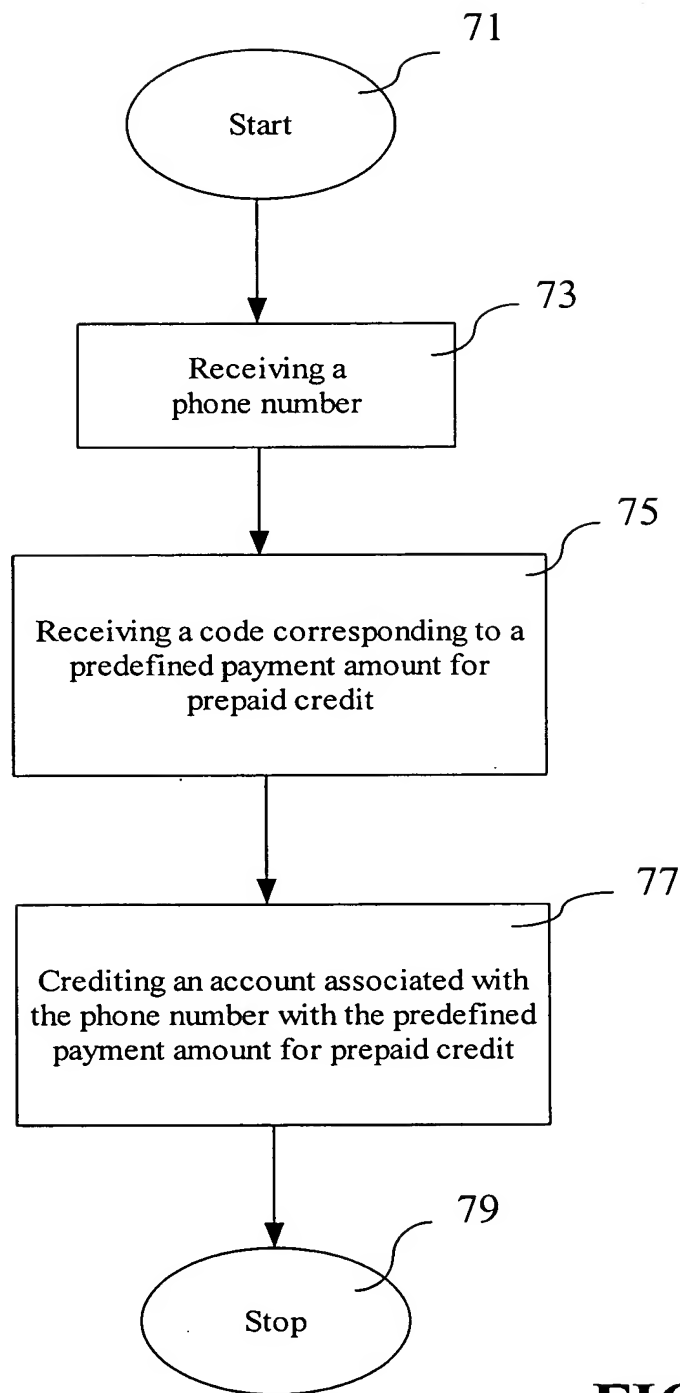 71
Start
73
Receiving a
phone number
75
Receiving a code corresponding to a
predefined payment amount for
prepaid credit
77
Crediting an account associated with
the phone number with the predefined
payment amount for prepaid credit
79
Stop